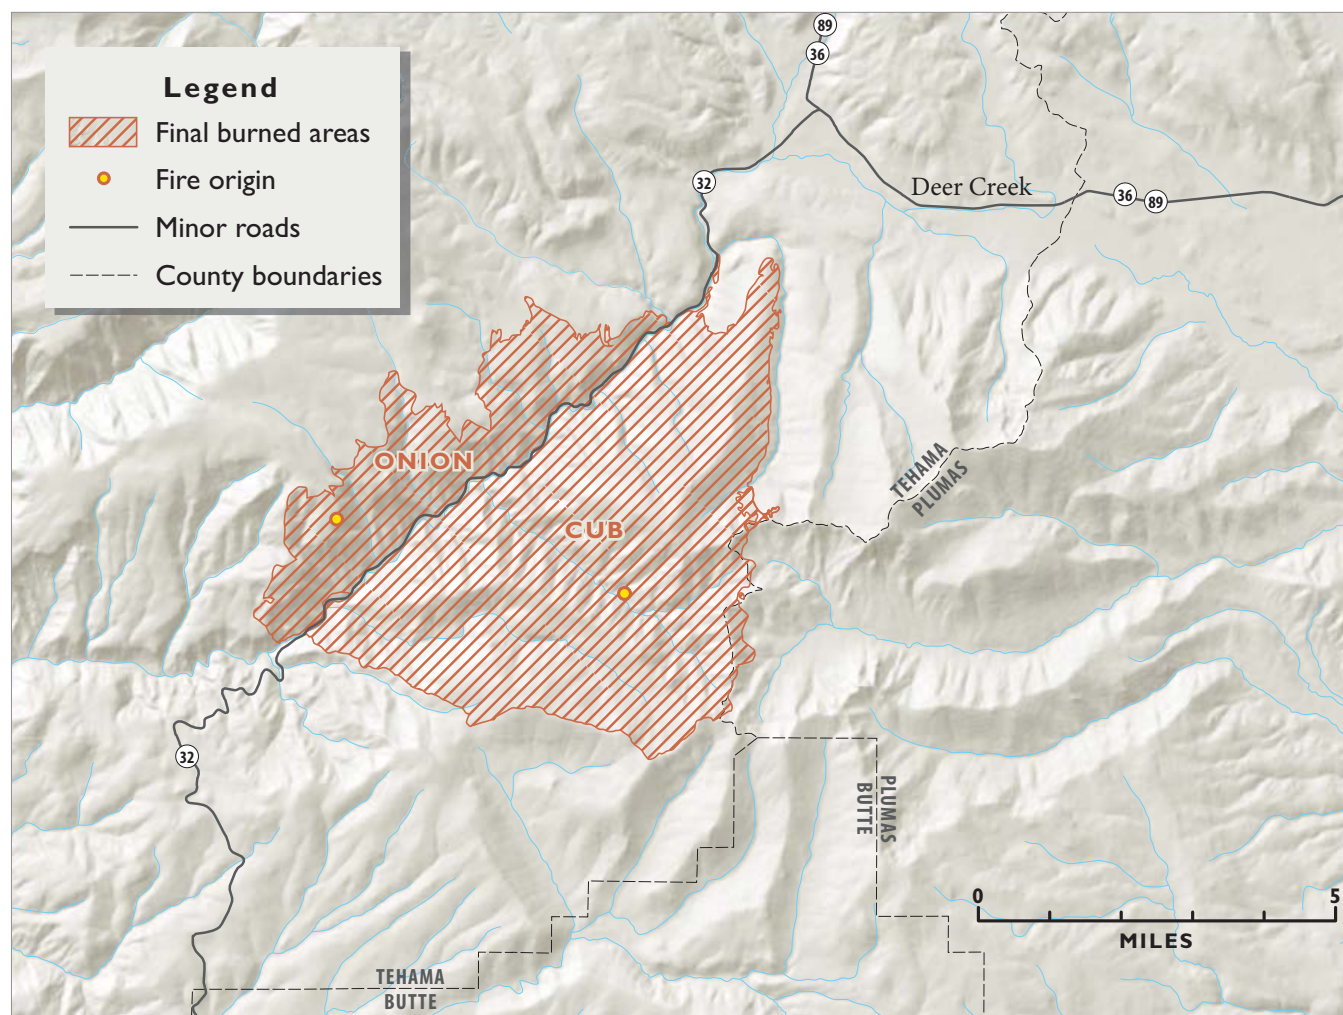 89
36
Legend
Final burned areas
Fire origin
Minor roads
County boundaries
32
Deer Creek
36
89
ONION
TEHAMA
PLUMAS
CUB
32
PLUMAS
BUTTE
0
5
MILES
TEHAMA
BUTTE